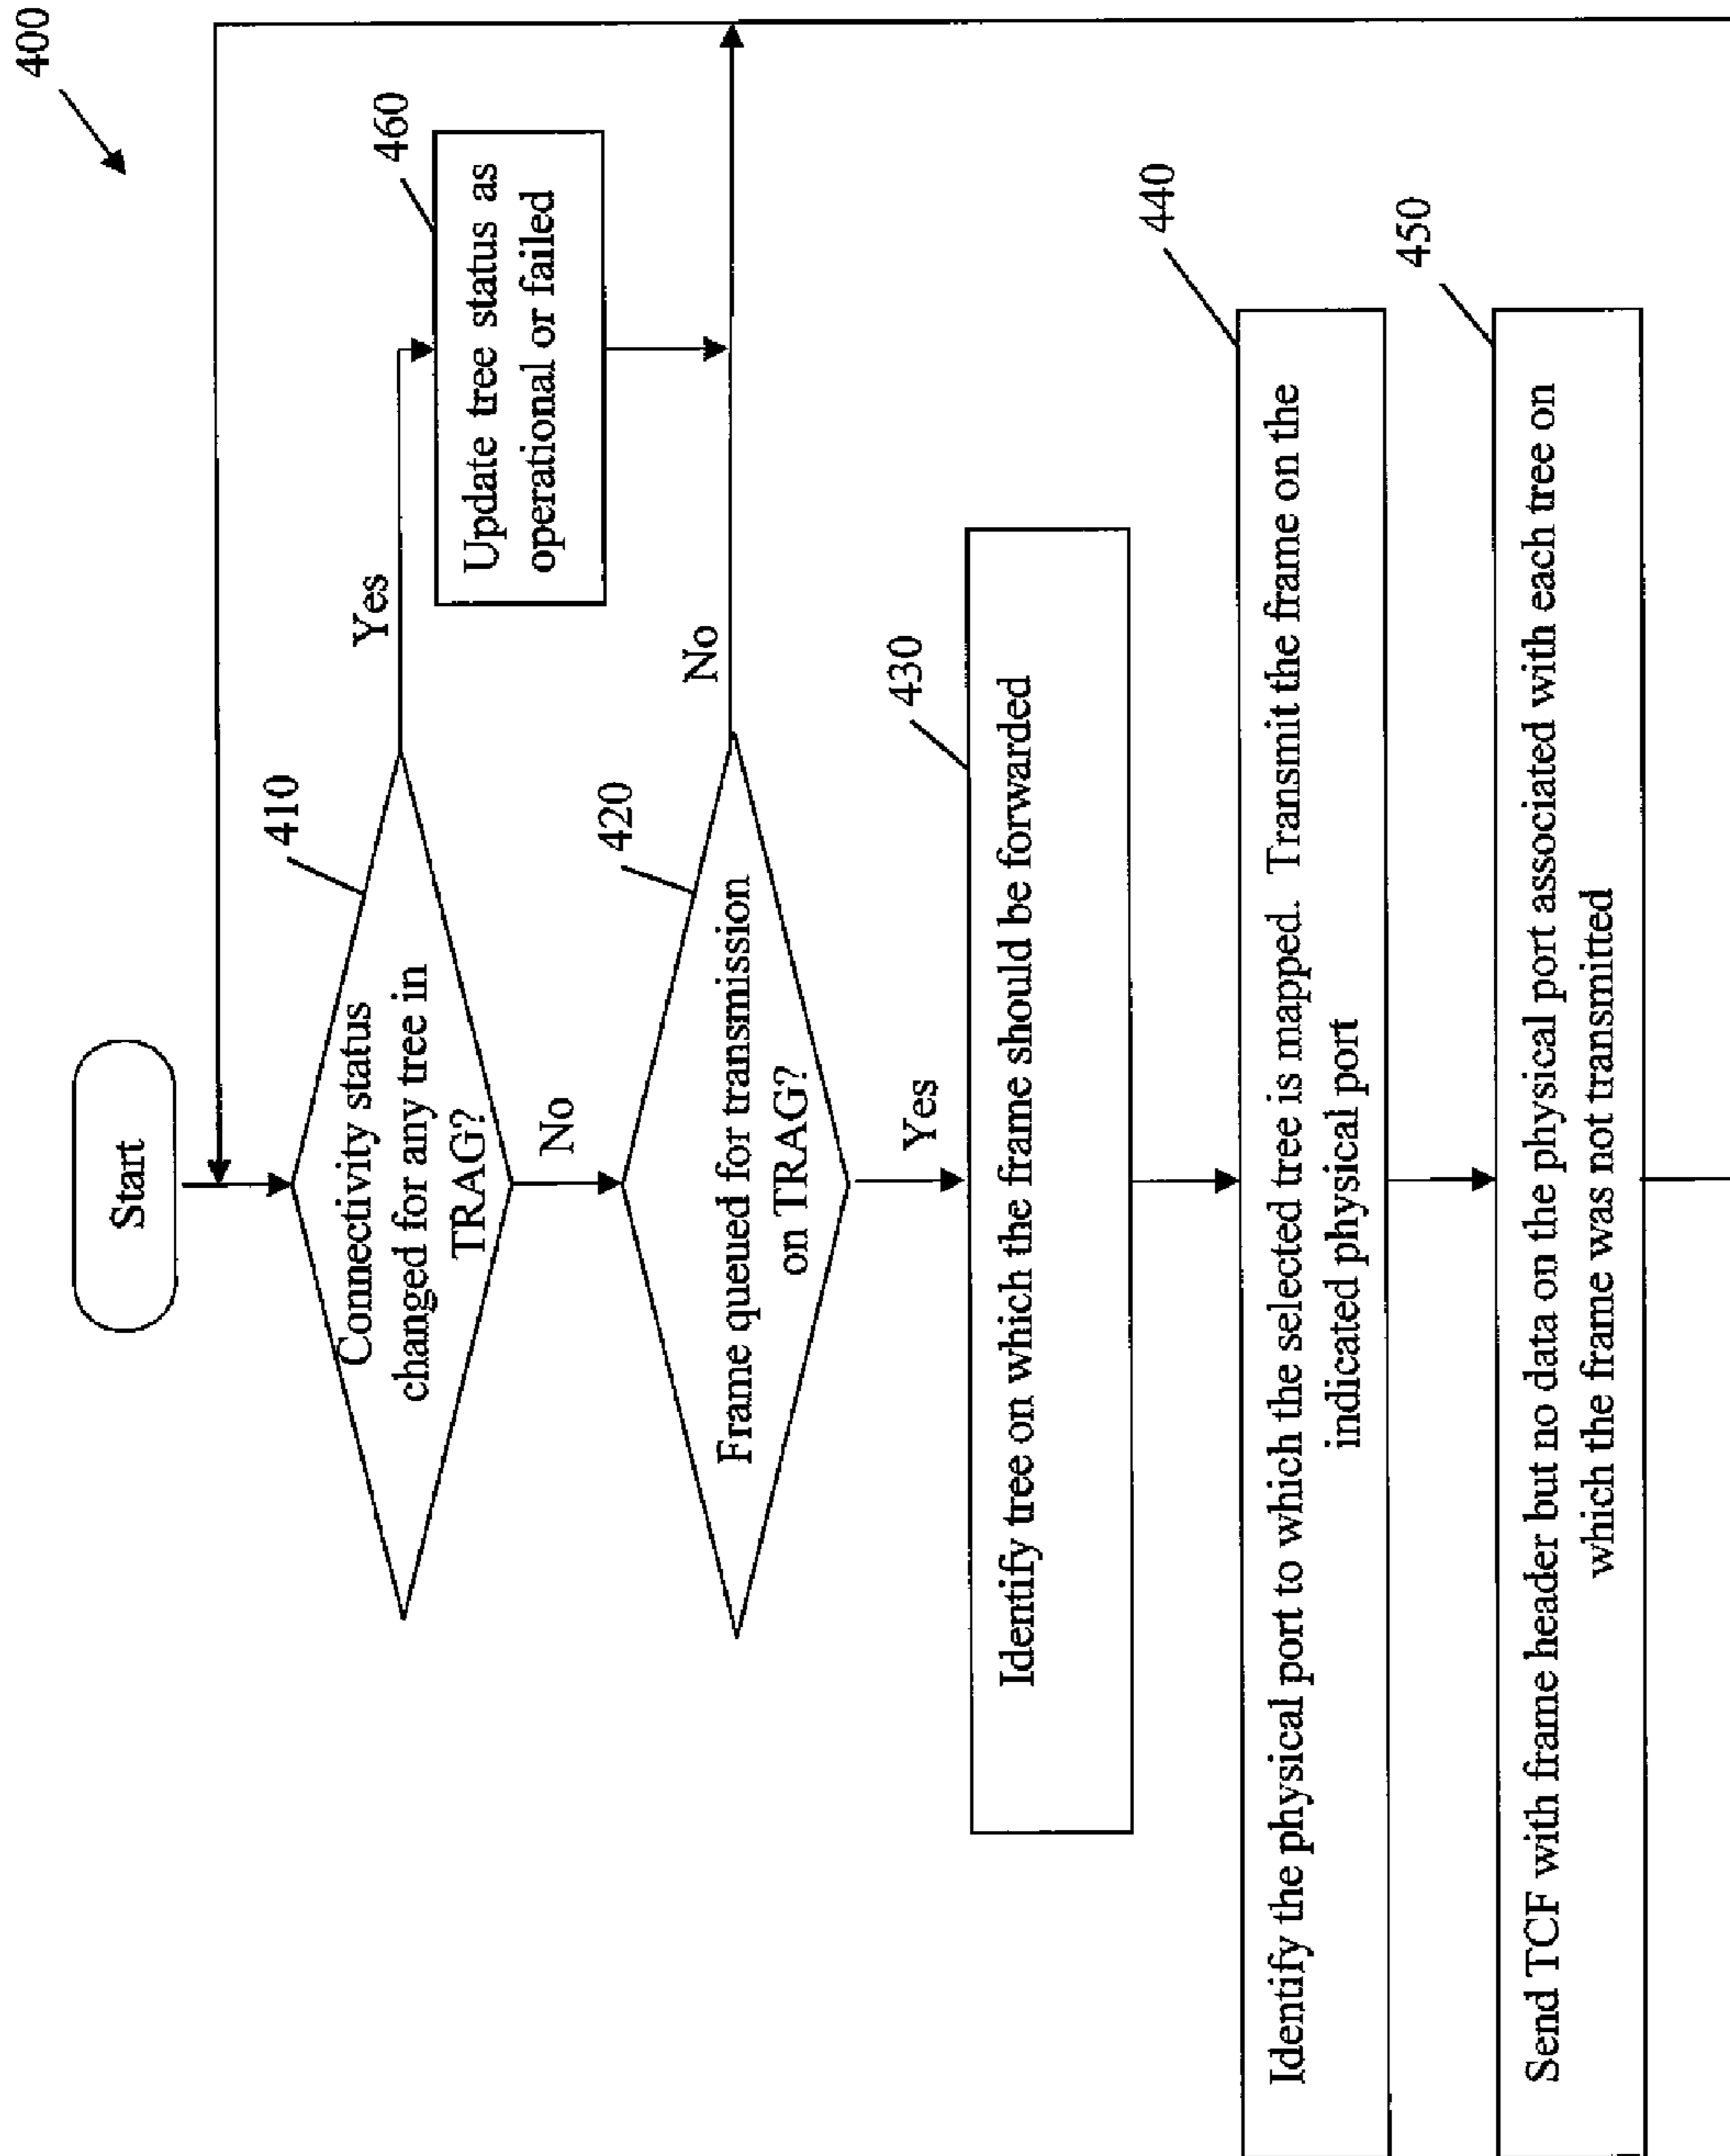 400
Start
410
Connectivity status
changed for any tree in
TRAG?
Yes
460
Update tree status as
operational or failed
No
420
Frame queued for transmission
on TRAG?
No
Yes
430
Identify tree on which the frame should be forwarded
440
Identify the physical port to which the selected tree is mapped. Transmit the frame on the
indicated physical port
450
Send TCF with frame header but no data on the physical port associated with each tree on
which the frame was not transmitted